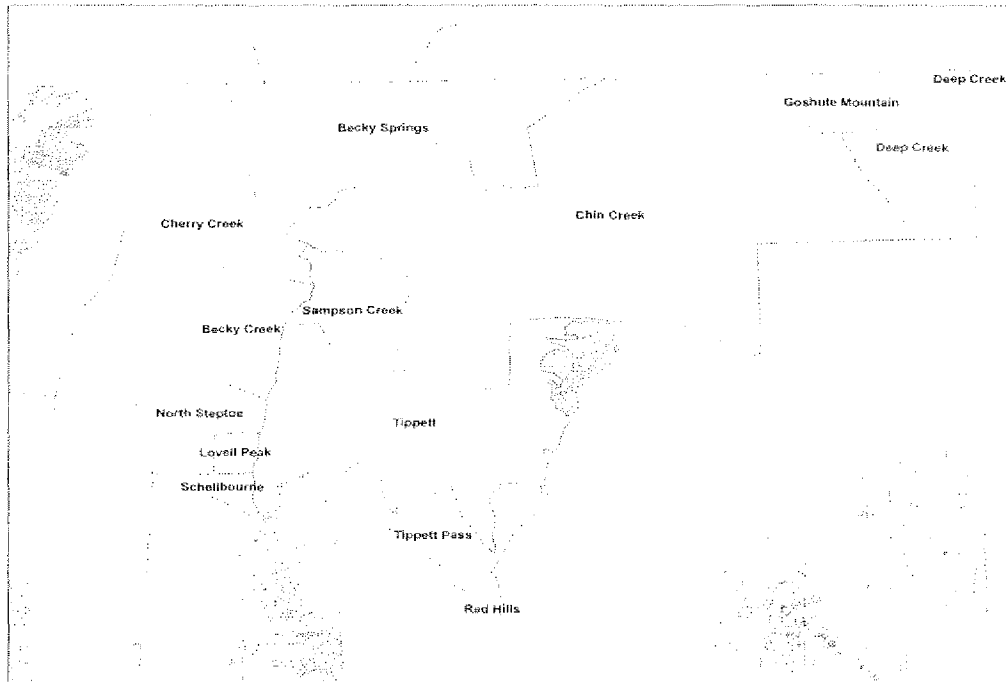 Deep Creek
Goshute Mountain
Becky Springs
Deep Creek
Chin Creek
Cherry Creek
Sampson Creek
Becky Creek
North Steptoe
Tippett
Lovell Peak
Schellbourne
Tippett Pass
Red Hills